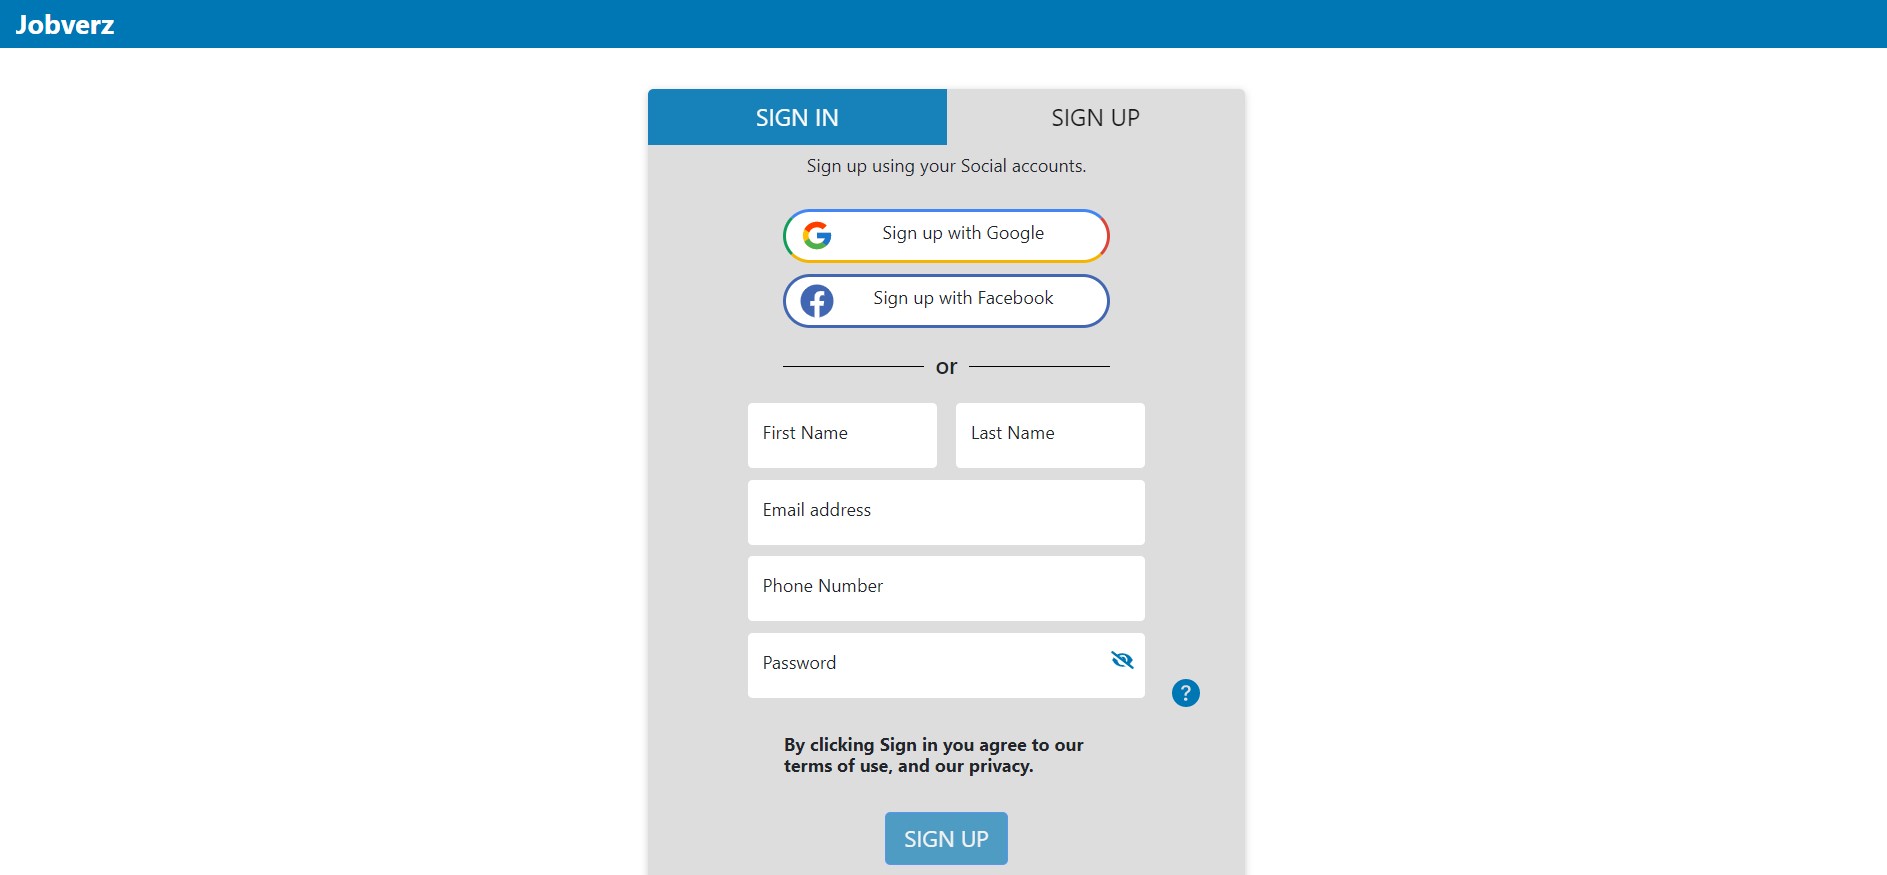 Jobverz
SIGN IN
SIGN UP
Sign up using your Social accounts.
Sign up with Google
Sign up with Facebook
or
First Name
Last Name
Email address
Phone Number
Password
?
By clicking Sign in you agree to our
terms of use, and our privacy.
SIGN UP